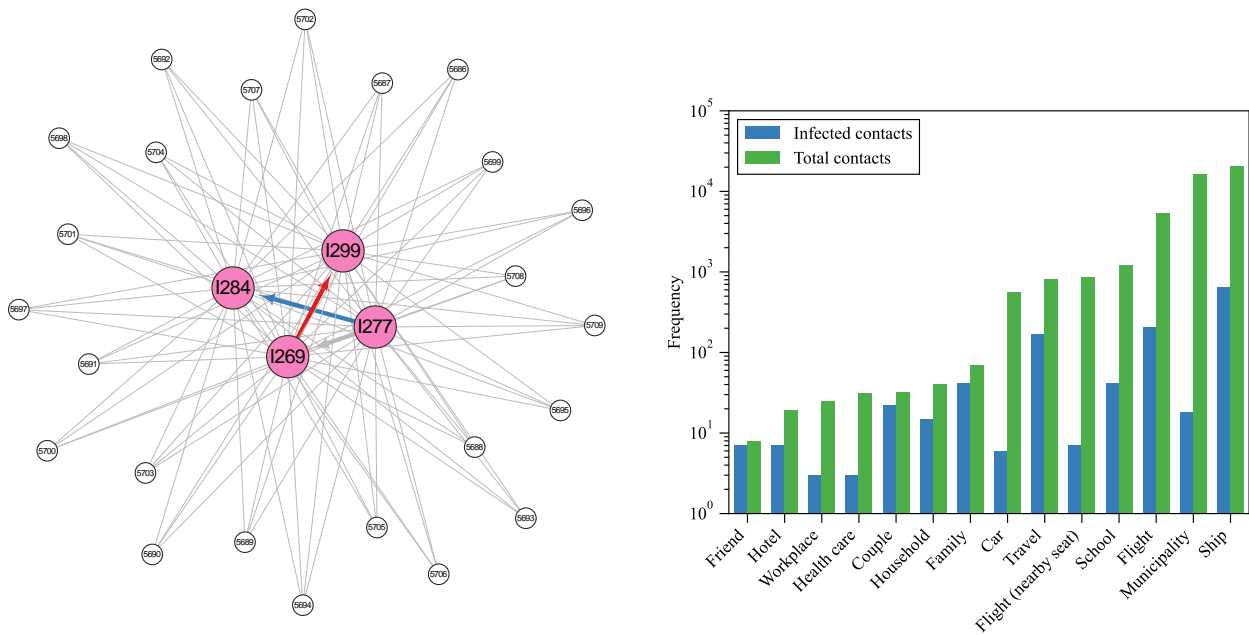 5702
5692
5686
5687
5707
5698
5704
5699
5696
5701
I299
5708
I284
5697
5709
I277
I269
5691
5695
5688
5700
5703
5693
5705
5689
5690
5706
5694
10^5
10^4
10^3
10^2
10^1
10^0
Frequency
Infected contacts
Total contacts
Friend
Hotel
Workplace
Health care
Couple
Household
Family
Car
Travel
Flight (nearby seat)
School
Flight
Municipality
Ship